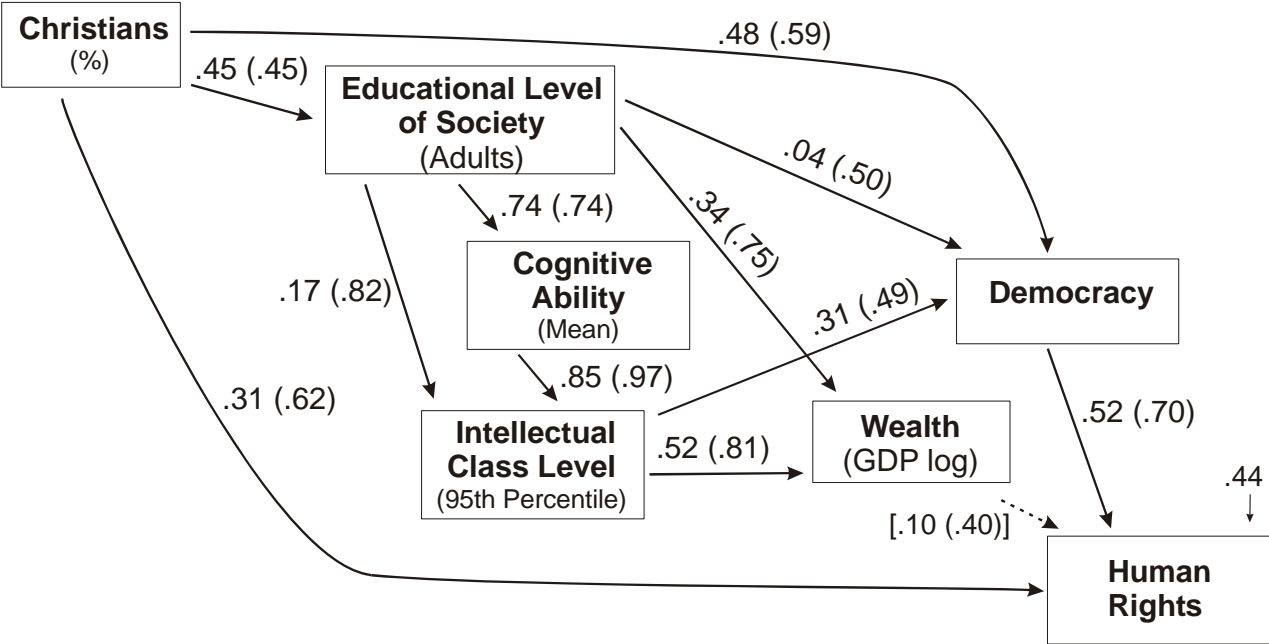 Christians
(%)
.48 (.59)
.45 (.45)
Educational Level
of Society
(Adults)
.04 (.50)
.34 (.75)
.74 (.74)
Cognitive
Ability
(Mean)
.17 (.82)
.31 (.49)
Democracy
.85 (.97)
.31 (.62)
Intellectual
Class Level
(95th Percentile)
.52 (.81)
Wealth
(GDP log)
.52 (.70)
[.10 (.40)]
.44
Human
Rights